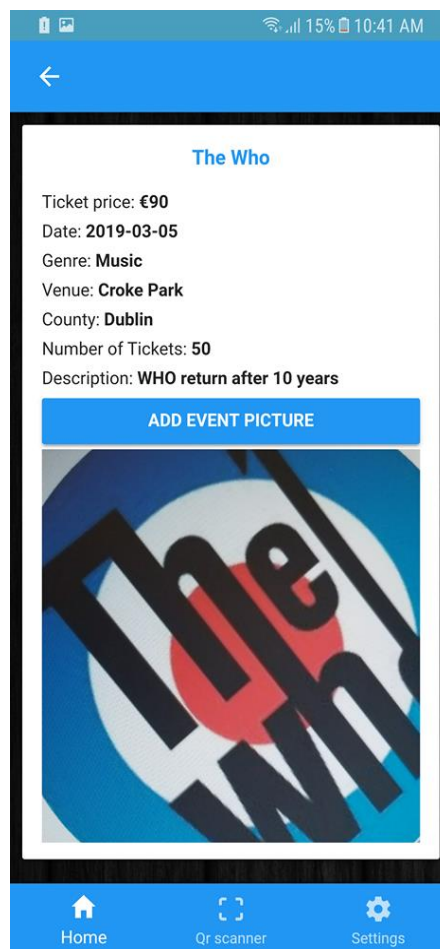 15% 10:41 AM
The Who
Ticket price: €90
Date: 2019-03-05
Genre: Music
Venue: Croke Park
County: Dublin
Number of Tickets: 50
Description: WHO return after 10 years
ADD EVENT PICTURE
The
Who
Home
Qr scanner
Settings